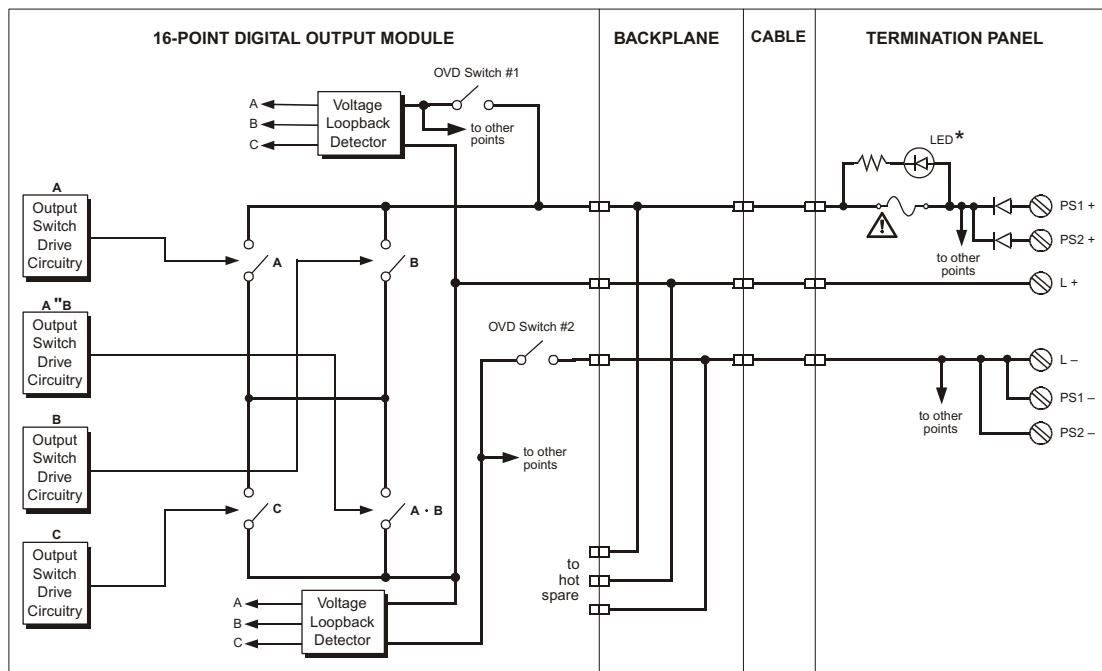 16-POINT DIGITAL OUTPUT MODULE
BACKPLANE
CABLE
TERMINATION PANEL
OVD Switch #1
A
B
C
Voltage
Loopback
Detector
to other
points
LED*
A
Output
Switch
Drive
Circuitry
PS1 +
PS2 +
to other
points
A
B
L +
A"B
Output
Switch
Drive
Circuitry
OVD Switch #2
L –
PS1 –
PS2 –
to other
points
B
Output
Switch
Drive
Circuitry
to other
points
C
A · B
C
Output
Switch
Drive
Circuitry
to
hot
spare
A
B
C
Voltage
Loopback
Detector